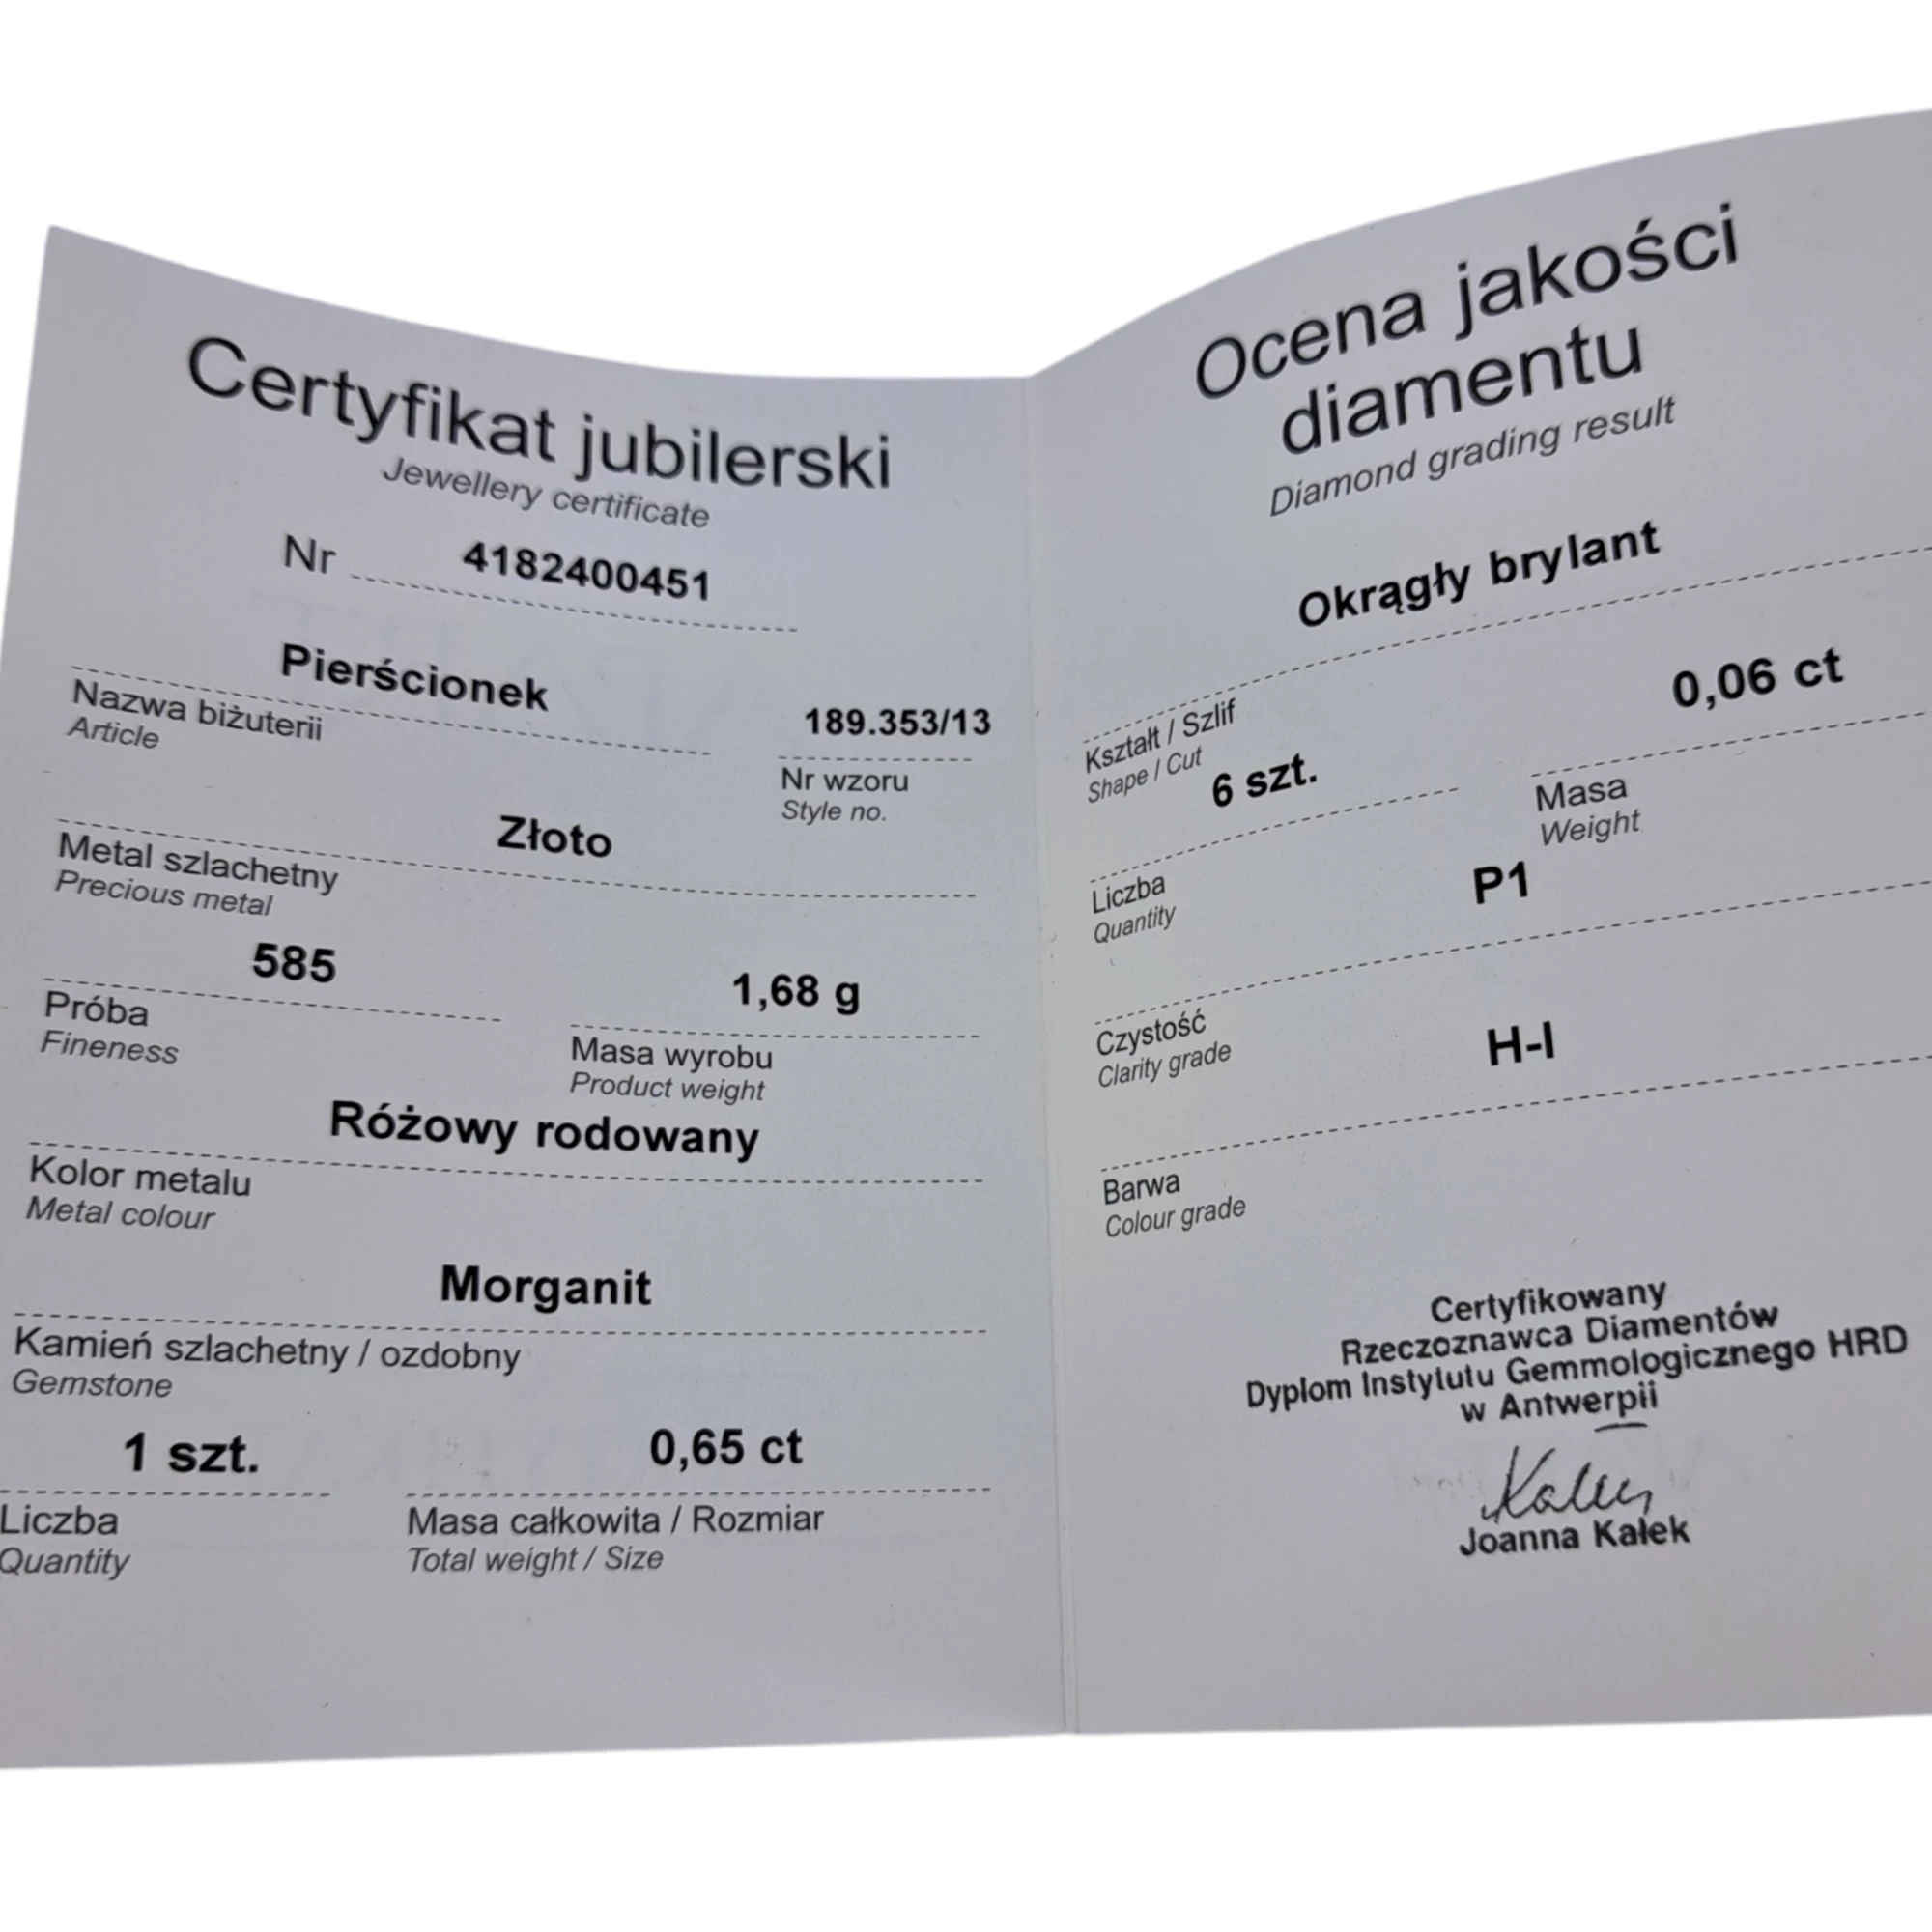 Certyfikat jubilerski
Jewellery certificate
Nr 4182400451
Pierścionek
Nazwa biżuterii
Article
189.353/13
Nr wzoru
Style no.
Złoto
Metal szlachetny
Precious metal
585
Próba
Fineness
1,68 g
Masa wyrobu
Product weight
Różowy rodowany
Kolor metalu
Metal colour
Morganit
Kamień szlachetny / ozdobny
Gemstone
1 szt.
Liczba
Quantity
0,65 ct
Masa całkowita / Rozmiar
Total weight / Size
Ocena jakości
diamentu
Diamond grading result
Okrągły brylant
Kształt / Szlif
Shape / Cut
6 szt.
Liczba
Quantity
0,06 ct
Masa
Weight
P1
Czystość
Clarity grade
H-I
Barwa
Colour grade
Certyfikowany
Rzeczoznawca Diamentów
Dyplom Instytutu Gemmologicznego HRD
w Antwerpii
Joanna Kałek